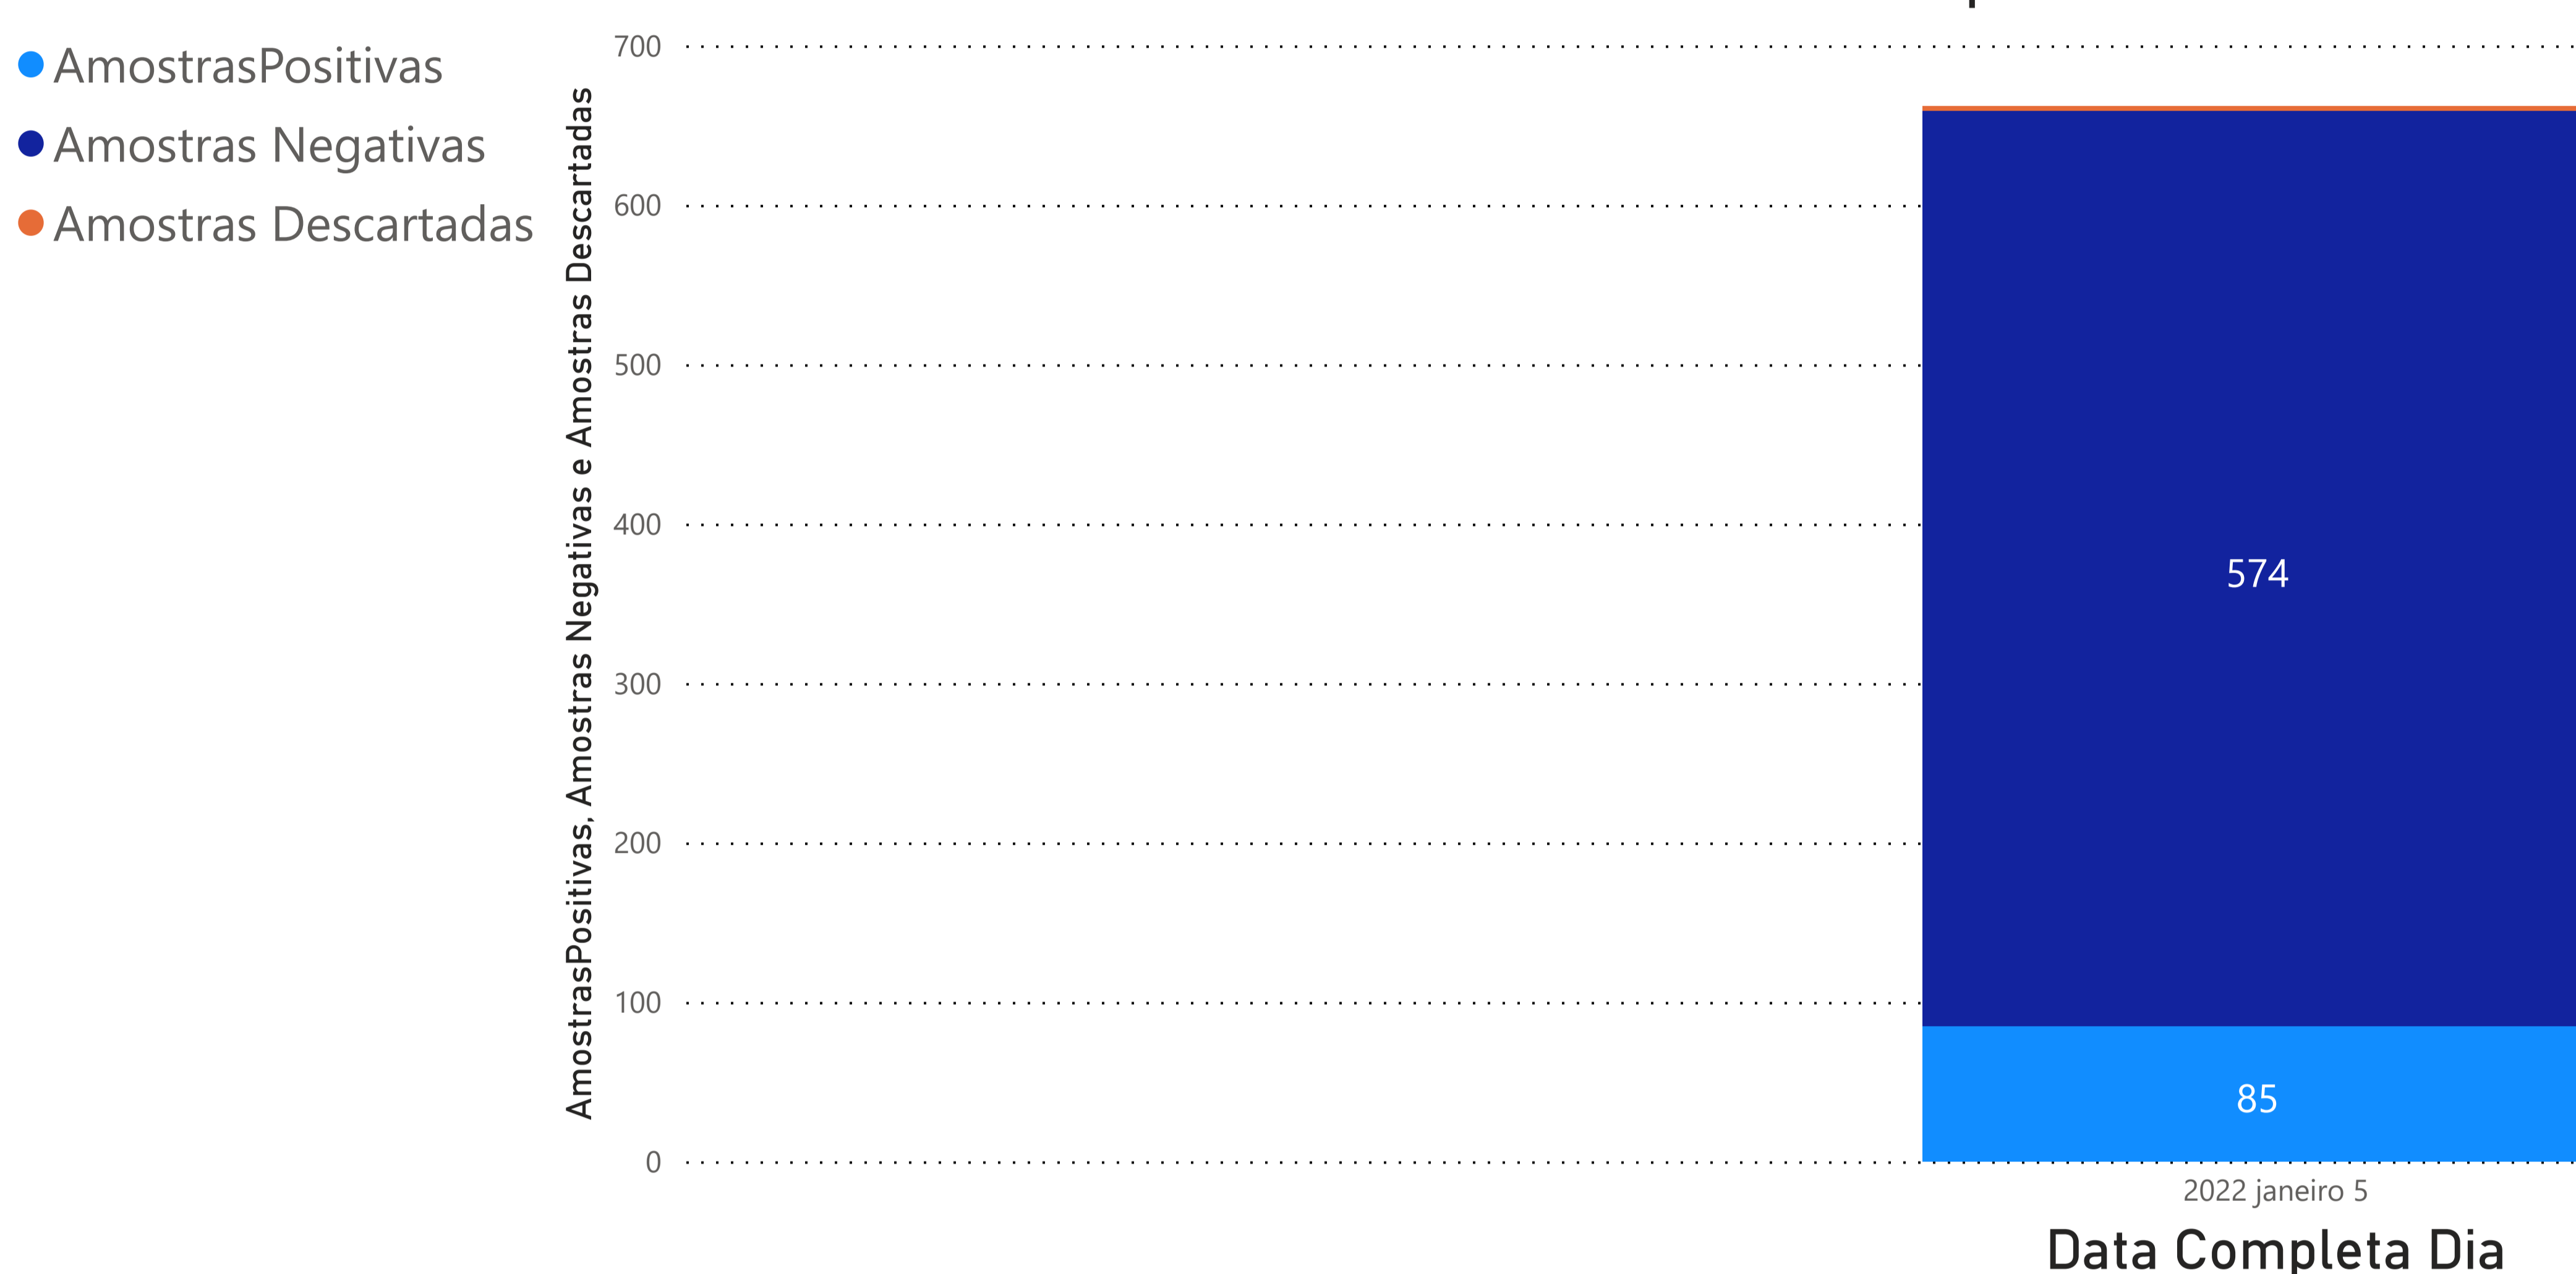 AmostrasPositivas
Amostras Negativas
Amostras Descartadas
AmostrasPositivas, Amostras Negativas e Amostras Descartadas
700
600
500
400
300
200
100
0
574
85
2022 janeiro 5
Data Completa Dia